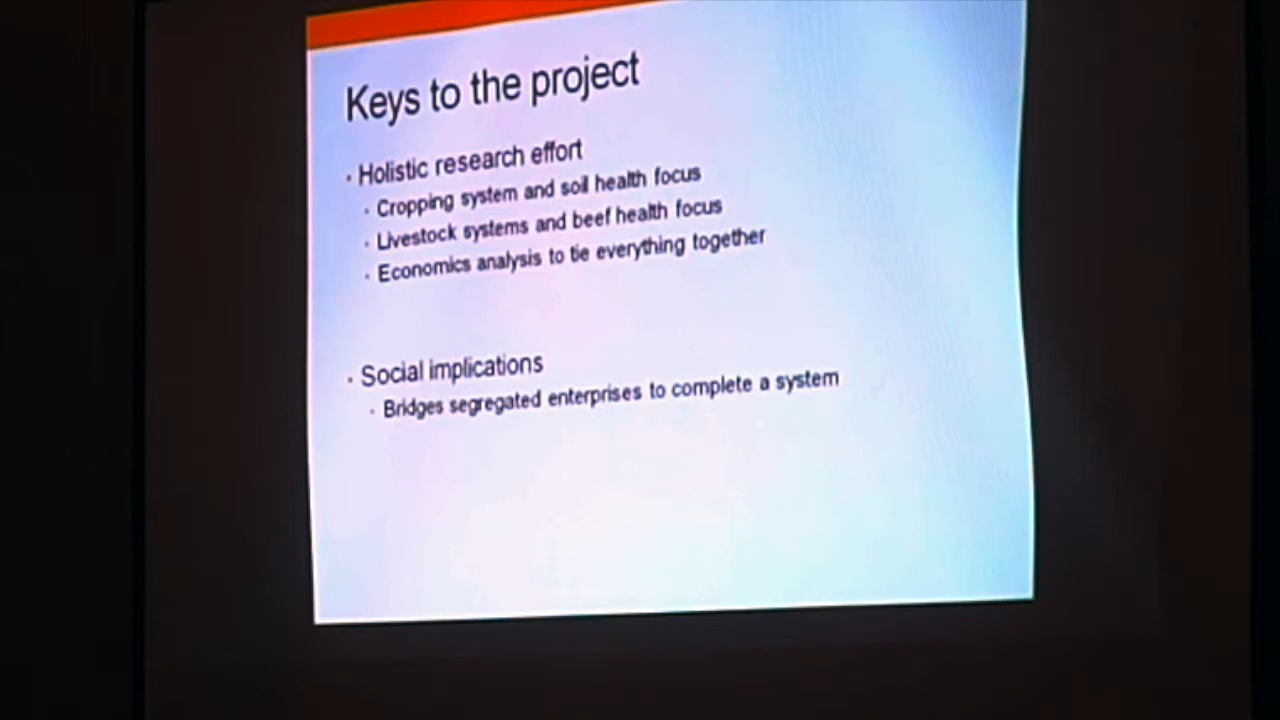 Keys to the project
· Holistic research effort
· Cropping system and soil health focus
· Livestock systems and beef health focus
· Economics analysis to tie everything together
· Social implications
· Bridges segregated enterprises to complete a system